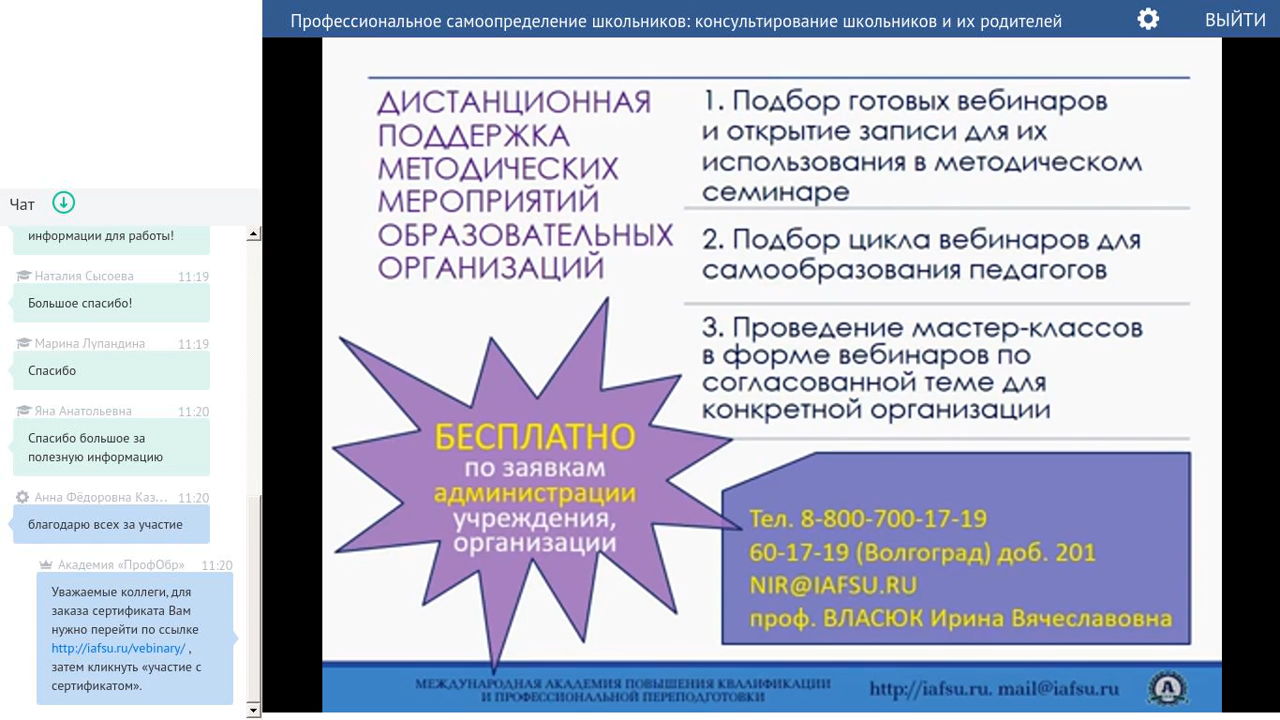 Профессиональное самоопределение школьников: консультирование школьников и их родителей
ВЫЙТИ
Чат
информации для работы!
Наталия Сысоева 11:19
Большое спасибо!
Марина Лупандина 11:19
Спасибо
Яна Анатольевна 11:20
Спасибо большое за
полезную информацию
Анна Фёдоровна Каз... 11:20
благодарю всех за участие
Академия «ПрофОбр» 11:20
Уважаемые коллеги, для
заказа сертификата Вам
нужно перейти по ссылке
http://iafsu.ru/vebinary/ ,
затем кликнуть «участие с
сертификатом».
ДИСТАНЦИОННАЯ
ПОДДЕРЖКА
МЕТОДИЧЕСКИХ
МЕРОПРИЯТИЙ
ОБРАЗОВАТЕЛЬНЫХ
ОРГАНИЗАЦИЙ
1. Подбор готовых вебинаров
и открытие записи для их
использования в методическом
семинаре
2. Подбор цикла вебинаров для
самообразования педагогов
3. Проведение мастер-классов
в форме вебинаров по
согласованной теме для
конкретной организации
БЕСПЛАТНО
по заявкам
администрации
учреждения,
организации
Тел. 8-800-700-17-19
60-17-19 (Волгоград) доб. 201
NIR@IAFSU.RU
проф. ВЛАСЮК Ирина Вячеславовна
МЕЖДУНАРОДНАЯ АКАДЕМИЯ ПОВЫШЕНИЯ КВАЛИФИКАЦИИ
И ПРОФЕССИОНАЛЬНОЙ ПЕРЕПОДГОТОВКИ
http://iafsu.ru. mail@iafsu.ru